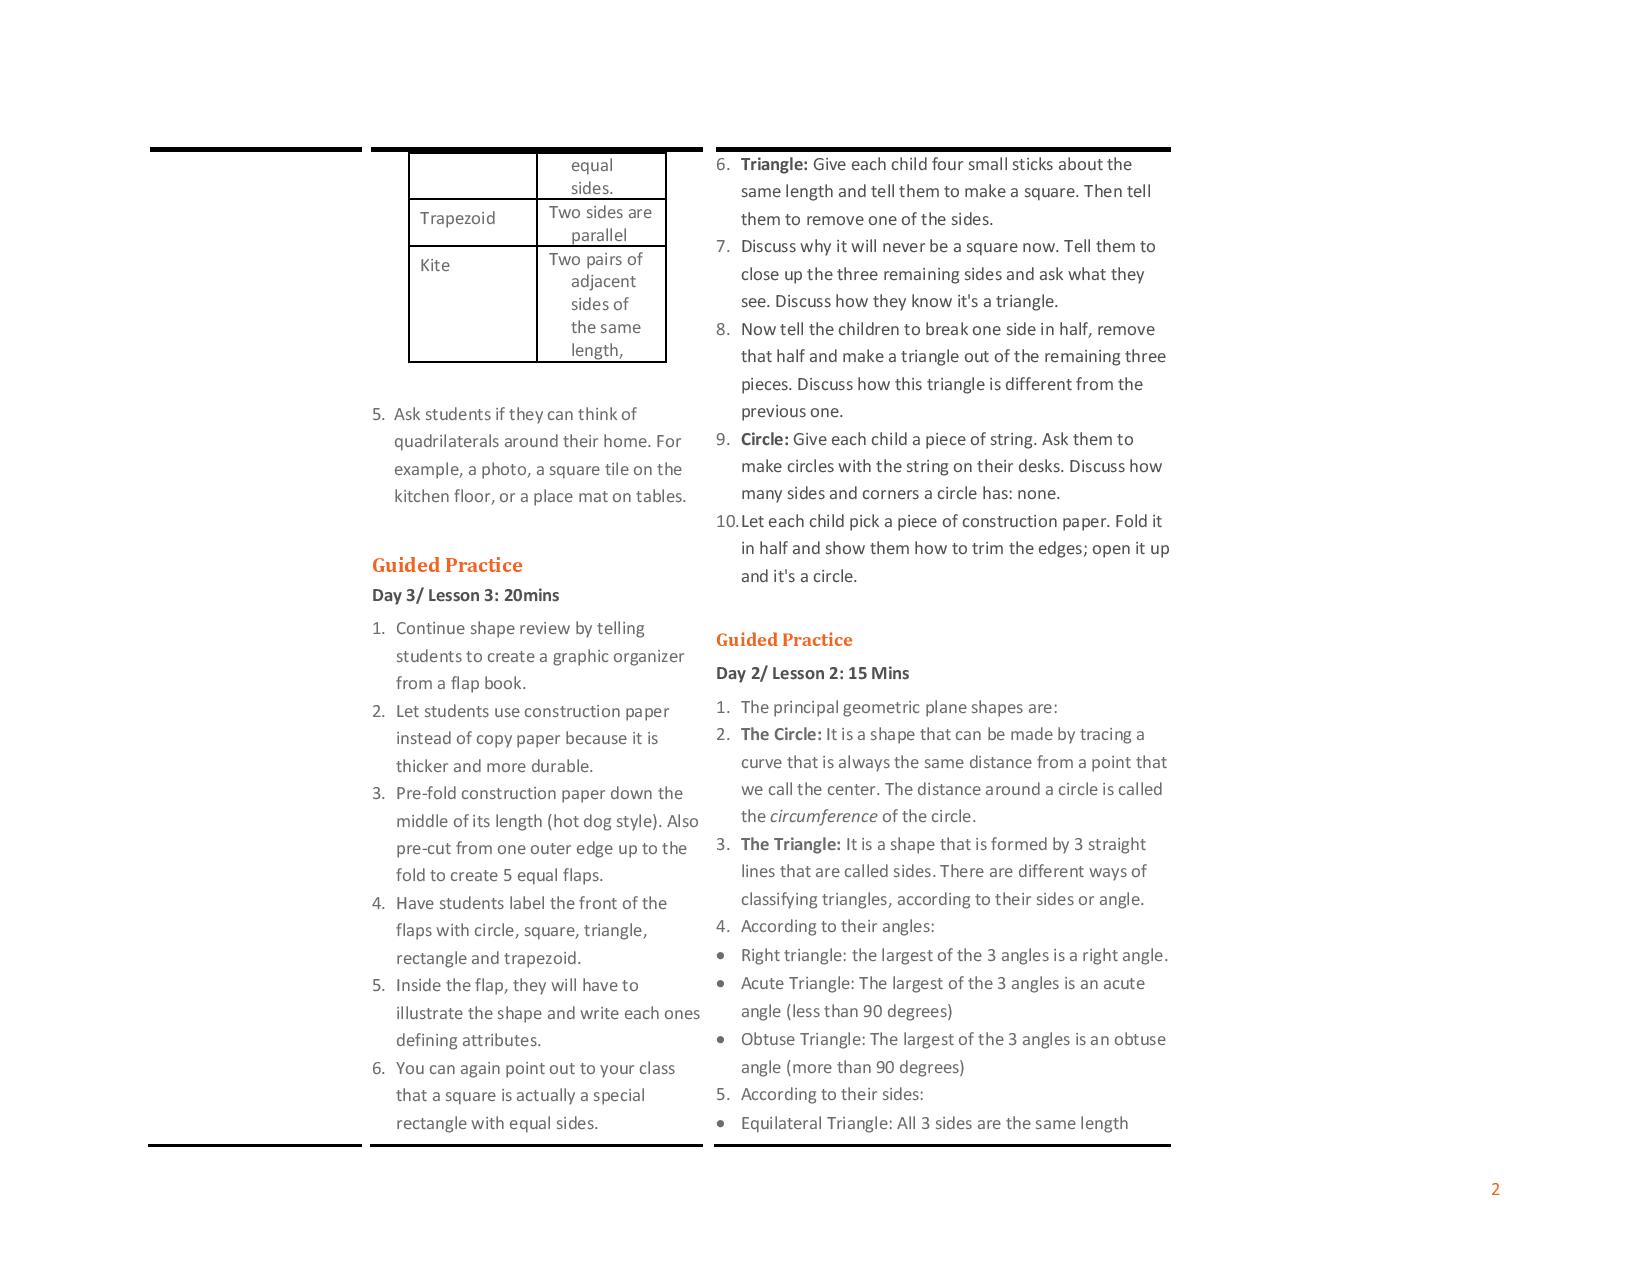 equal
sides.
Trapezoid
Two sides are
parallel
Kite
Two pairs of
adjacent
sides of
the same
length,
5. Ask students if they can think of
quadrilaterals around their home. For
example, a photo, a square tile on the
kitchen floor, or a place mat on tables.
Guided Practice
Day 3/ Lesson 3: 20mins
1. Continue shape review by telling
students to create a graphic organizer
from a flap book.
2. Let students use construction paper
instead of copy paper because it is
thicker and more durable.
3. Pre-fold construction paper down the
middle of its length (hot dog style). Also
pre-cut from one outer edge up to the
fold to create 5 equal flaps.
4. Have students label the front of the
flaps with circle, square, triangle,
rectangle and trapezoid.
5. Inside the flap, they will have to
illustrate the shape and write each ones
defining attributes.
6. You can again point out to your class
that a square is actually a special
rectangle with equal sides.
6. Triangle: Give each child four small sticks about the
same length and tell them to make a square. Then tell
them to remove one of the sides.
7. Discuss why it will never be a square now. Tell them to
close up the three remaining sides and ask what they
see. Discuss how they know it's a triangle.
8. Now tell the children to break one side in half, remove
that half and make a triangle out of the remaining three
pieces. Discuss how this triangle is different from the
previous one.
9. Circle: Give each child a piece of string. Ask them to
make circles with the string on their desks. Discuss how
many sides and corners a circle has: none.
10. Let each child pick a piece of construction paper. Fold it
in half and show them how to trim the edges; open it up
and it's a circle.
Guided Practice
Day 2/ Lesson 2: 15 Mins
1. The principal geometric plane shapes are:
2. The Circle: It is a shape that can be made by tracing a
curve that is always the same distance from a point that
we call the center. The distance around a circle is called
the circumference of the circle.
3. The Triangle: It is a shape that is formed by 3 straight
lines that are called sides. There are different ways of
classifying triangles, according to their sides or angle.
4. According to their angles:
• Right triangle: the largest of the 3 angles is a right angle.
• Acute Triangle: The largest of the 3 angles is an acute
angle (less than 90 degrees)
• Obtuse Triangle: The largest of the 3 angles is an obtuse
angle (more than 90 degrees)
5. According to their sides:
• Equilateral Triangle: All 3 sides are the same length
2